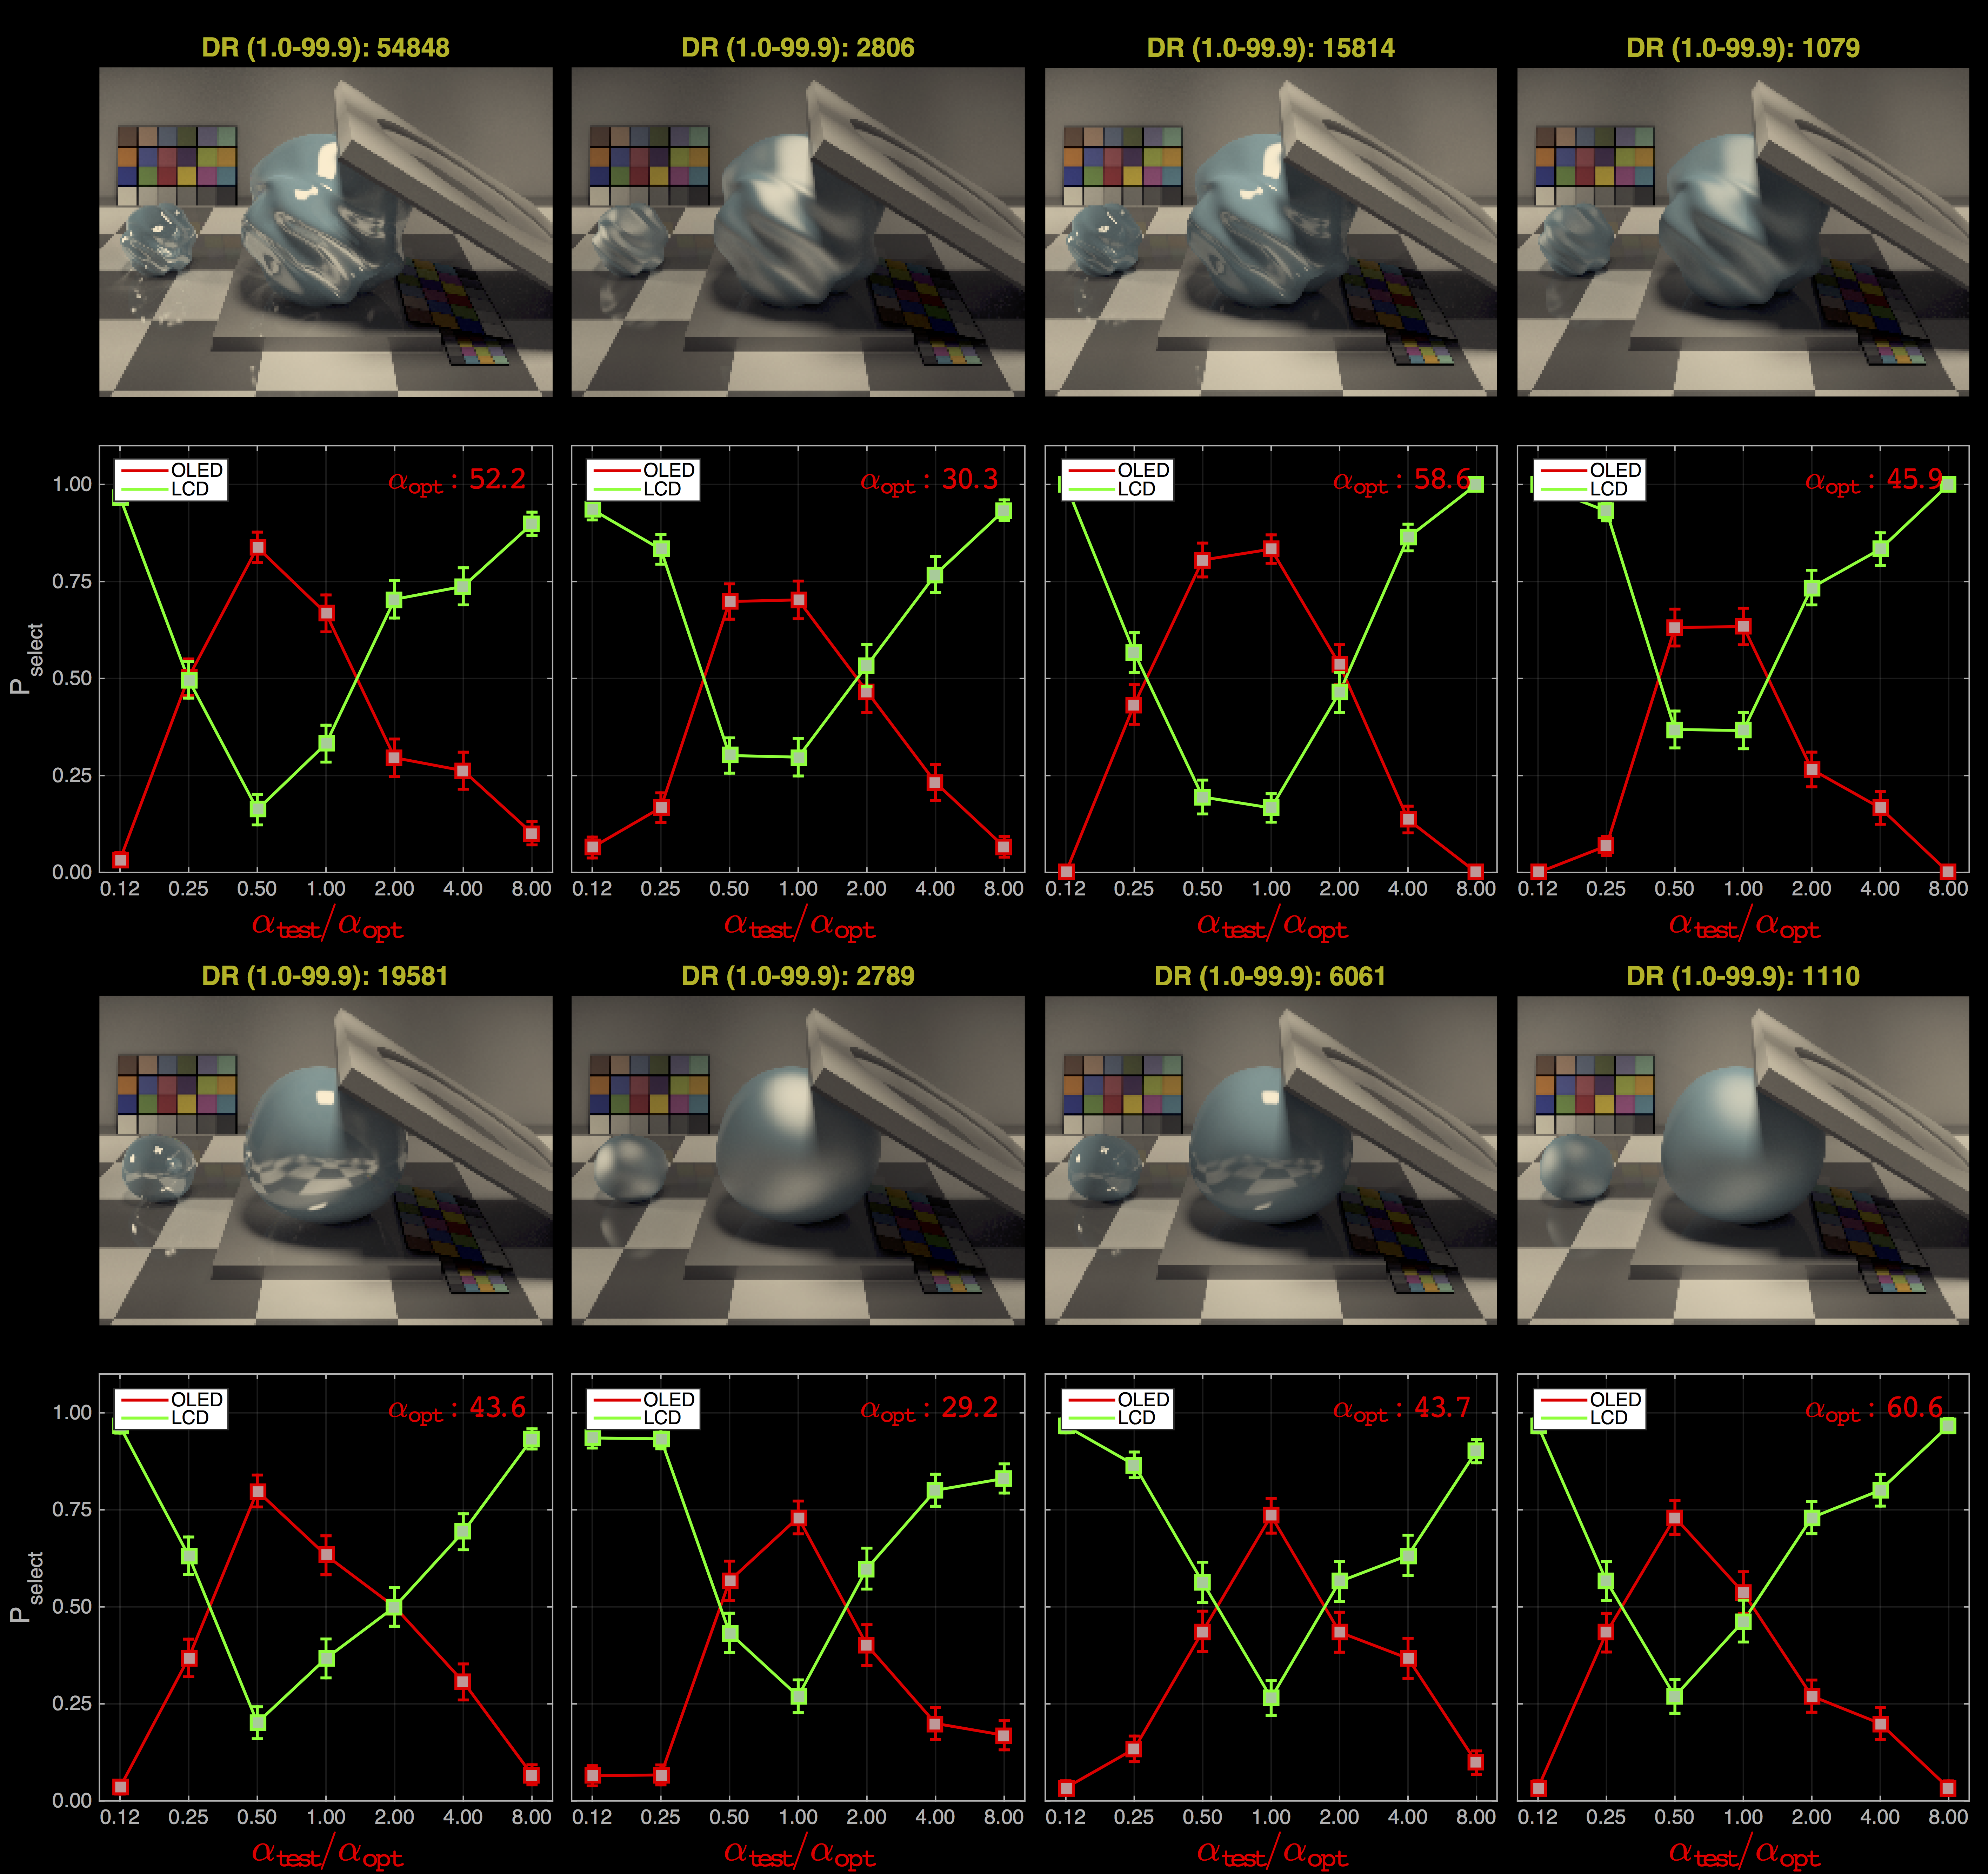 DR (1.0-99.9): 54848
DR (1.0-99.9): 2806
DR (1.0-99.9): 15814
DR (1.0-99.9): 1079
P select
1.00
0.75
0.50
0.25
0.00
OLED
LCD
αopt : 52.2
0.12 0.25 0.50 1.00 2.00 4.00 8.00
αtest/αopt
OLED
LCD
αopt : 30.3
0.12 0.25 0.50 1.00 2.00 4.00 8.00
αtest/αopt
OLED
LCD
αopt : 58.6
0.12 0.25 0.50 1.00 2.00 4.00 8.00
αtest/αopt
OLED
LCD
αopt : 45.9
0.12 0.25 0.50 1.00 2.00 4.00 8.00
αtest/αopt
DR (1.0-99.9): 19581
DR (1.0-99.9): 2789
DR (1.0-99.9): 6061
DR (1.0-99.9): 1110
P select
1.00
0.75
0.50
0.25
0.00
OLED
LCD
αopt : 43.6
0.12 0.25 0.50 1.00 2.00 4.00 8.00
αtest/αopt
OLED
LCD
αopt : 29.2
0.12 0.25 0.50 1.00 2.00 4.00 8.00
αtest/αopt
OLED
LCD
αopt : 43.7
0.12 0.25 0.50 1.00 2.00 4.00 8.00
αtest/αopt
OLED
LCD
αopt : 60.6
0.12 0.25 0.50 1.00 2.00 4.00 8.00
αtest/αopt